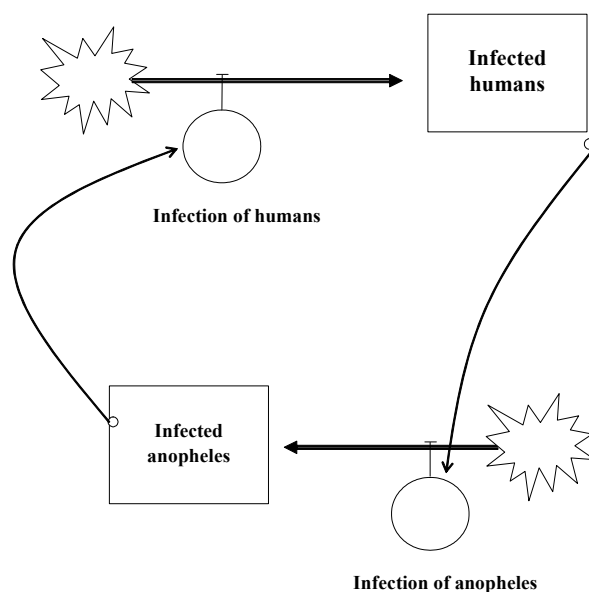 Infected
humans
Infection of humans
Infected
anopheles
Infection of anopheles